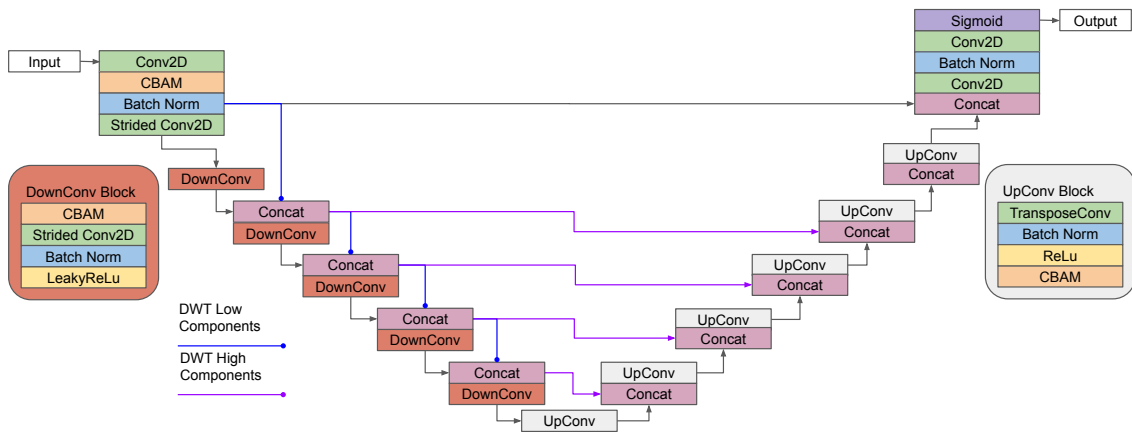 Input
Conv2D
CBAM
Batch Norm
Strided Conv2D
DownConv
Concat
DownConv
Concat
DownConv
Concat
DownConv
Concat
DownConv
UpConv
UpConv
Concat
UpConv
Concat
UpConv
Concat
UpConv
Concat
UpConv
Concat
Sigmoid
Conv2D
Batch Norm
Conv2D
Concat
Output
DownConv Block
CBAM
Strided Conv2D
Batch Norm
LeakyReLu
DWT Low
Components
DWT High
Components
UpConv Block
TransposeConv
Batch Norm
ReLu
CBAM